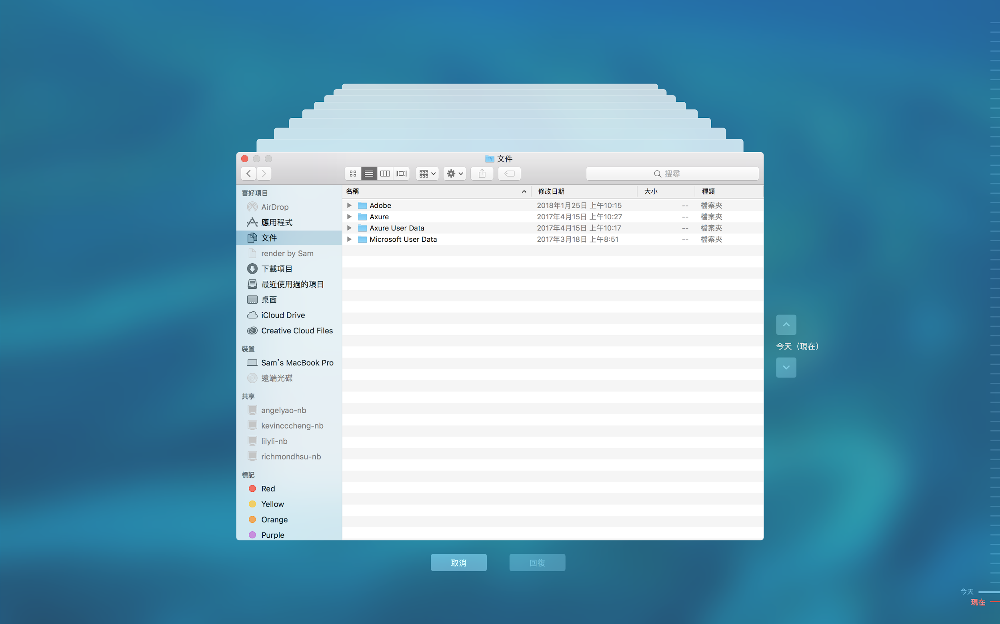 文件
搜尋
喜好項目
AirDrop
應用程式
文件
render by Sam
下載項目
最近使用過的項目
桌面
iCloud Drive
Creative Cloud Files
裝置
Sam’s MacBook Pro
遠端光碟
共享
angelyao-nb
kevincccheng-nb
lilyli-nb
richmondhsu-nb
標記
Red
Yellow
Orange
Purple
名稱 修改日期 大小 種類
Adobe 2018年1月25日 上午10:15 -- 檔案夾
Axure 2017年4月15日 上午10:27 -- 檔案夾
Axure User Data 2017年4月15日 上午10:17 -- 檔案夾
Microsoft User Data 2017年3月18日 上午8:51 -- 檔案夾
今天（現在）
取消 回復
今天
現在